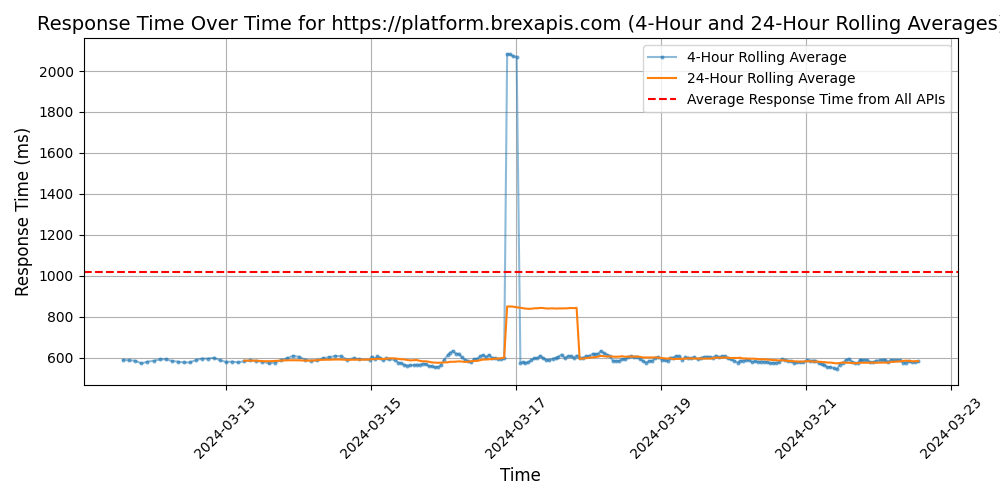 Response Time Over Time for https://platform.brexapis.com (4-Hour and 24-Hour Rolling Averages)
4-Hour Rolling Average
24-Hour Rolling Average
Average Response Time from All APIs
Response Time (ms)
2000
1800
1600
1400
1200
1000
800
600
2024-03-13
2024-03-15
2024-03-17
2024-03-19
2024-03-21
2024-03-23
Time